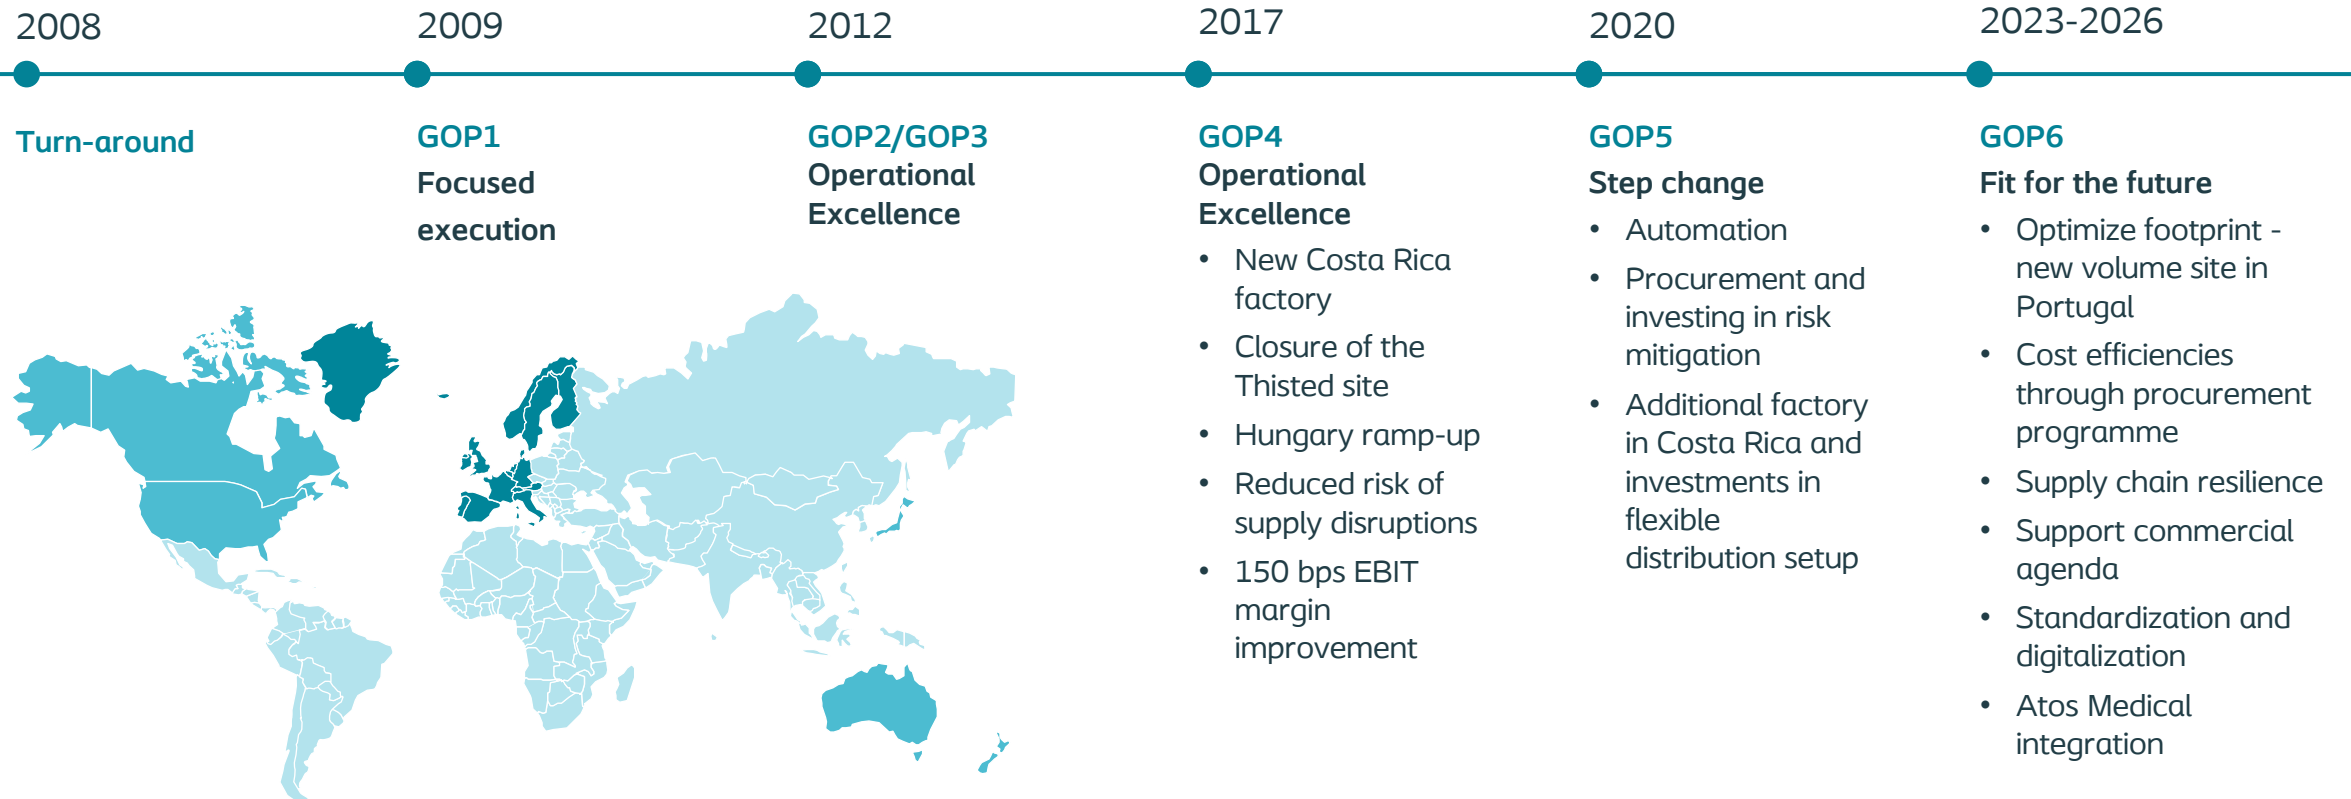 2008
2009
2012
2017
2020
2023-2026
Turn-around
GOP1
Focused
execution
GOP2/GOP3
Operational
Excellence
GOP4
Operational
Excellence
• New Costa Rica
factory
• Closure of the
Thisted site
• Hungary ramp-up
• Reduced risk of
supply disruptions
• 150 bps EBIT
margin
improvement
GOP5
Step change
• Automation
• Procurement and
investing in risk
mitigation
• Additional factory
in Costa Rica and
investments in
flexible
distribution setup
GOP6
Fit for the future
• Optimize footprint -
new volume site in
Portugal
• Cost efficiencies
through procurement
programme
• Supply chain resilience
• Support commercial
agenda
• Standardization and
digitalization
• Atos Medical
integration